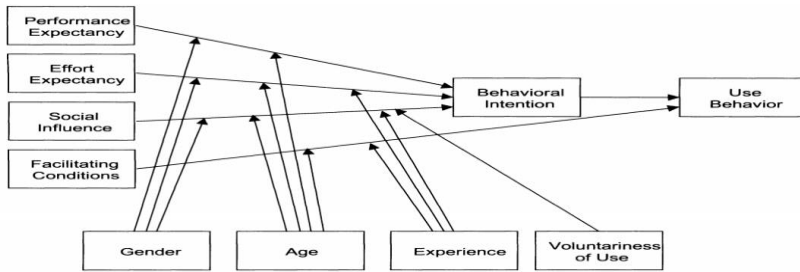 Performance
Expectancy
Effort
Expectancy
Social
Influence
Facilitating
Conditions
Behavioral
Intention
Use
Behavior
Gender
Age
Experience
Voluntariness
of Use